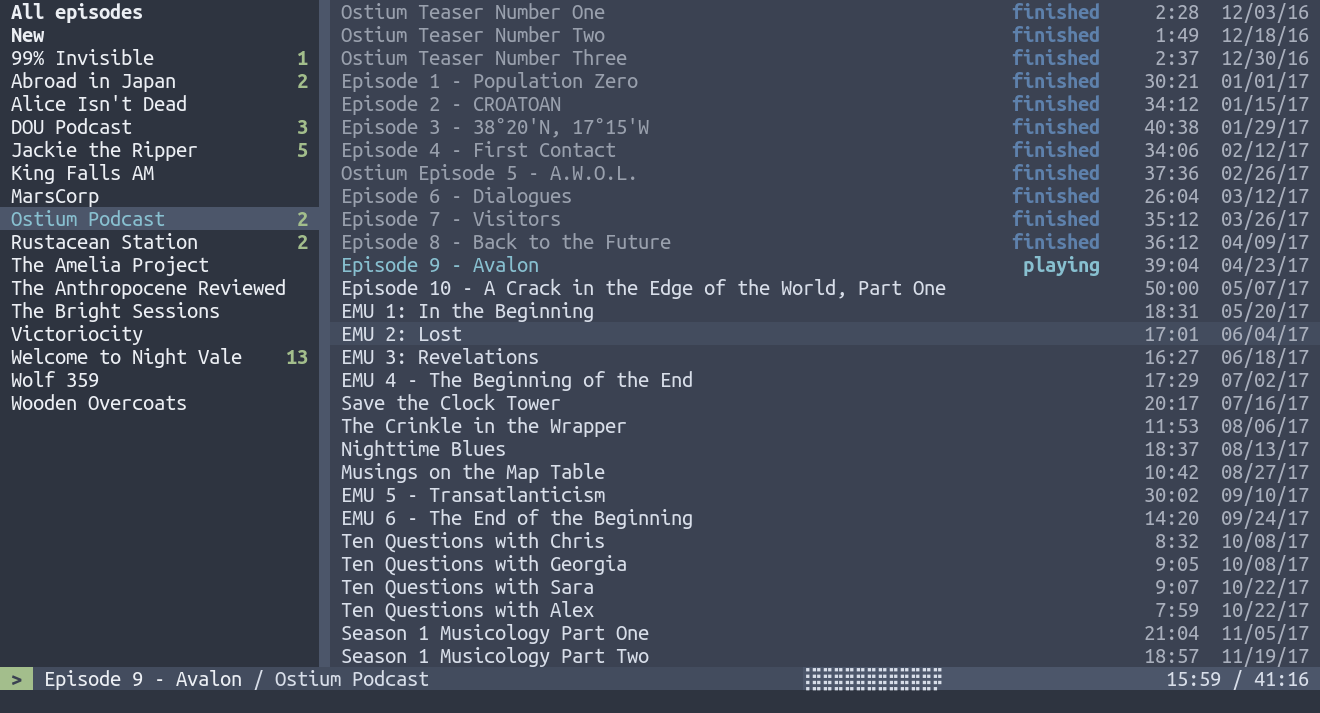 All episodes
New
99% Invisible 1
Abroad in Japan 2
Alice Isn't Dead
DOU Podcast 3
Jackie the Ripper 5
King Falls AM
MarsCorp
Ostium Podcast 2
Rustacean Station 2
The Amelia Project
The Anthropocene Reviewed
The Bright Sessions
Victoriocity
Welcome to Night Vale 13
Wolf 359
Wooden Overcoats
Ostium Teaser Number One finished 2:28 12/03/16
Ostium Teaser Number Two finished 1:49 12/18/16
Ostium Teaser Number Three finished 2:37 12/30/16
Episode 1 - Population Zero finished 30:21 01/01/17
Episode 2 - CROATOAN finished 34:12 01/15/17
Episode 3 - 38°20'N, 17°15'W finished 40:38 01/29/17
Episode 4 - First Contact finished 34:06 02/12/17
Ostium Episode 5 - A.W.O.L. finished 37:36 02/26/17
Episode 6 - Dialogues finished 26:04 03/12/17
Episode 7 - Visitors finished 35:12 03/26/17
Episode 8 - Back to the Future finished 36:12 04/09/17
Episode 9 - Avalon playing 39:04 04/23/17
Episode 10 - A Crack in the Edge of the World, Part One 50:00 05/07/17
EMU 1: In the Beginning 18:31 05/20/17
EMU 2: Lost 17:01 06/04/17
EMU 3: Revelations 16:27 06/18/17
EMU 4 - The Beginning of the End 17:29 07/02/17
Save the Clock Tower 20:17 07/16/17
The Crinkle in the Wrapper 11:53 08/06/17
Nighttime Blues 18:37 08/13/17
Musings on the Map Table 10:42 08/27/17
EMU 5 - Transatlanticism 30:02 09/10/17
EMU 6 - The End of the Beginning 14:20 09/24/17
Ten Questions with Chris 8:32 10/08/17
Ten Questions with Georgia 9:05 10/08/17
Ten Questions with Sara 9:07 10/22/17
Ten Questions with Alex 7:59 10/22/17
Season 1 Musicology Part One 21:04 11/05/17
Season 1 Musicology Part Two 18:57 11/19/17
> Episode 9 - Avalon / Ostium Podcast 15:59 / 41:16